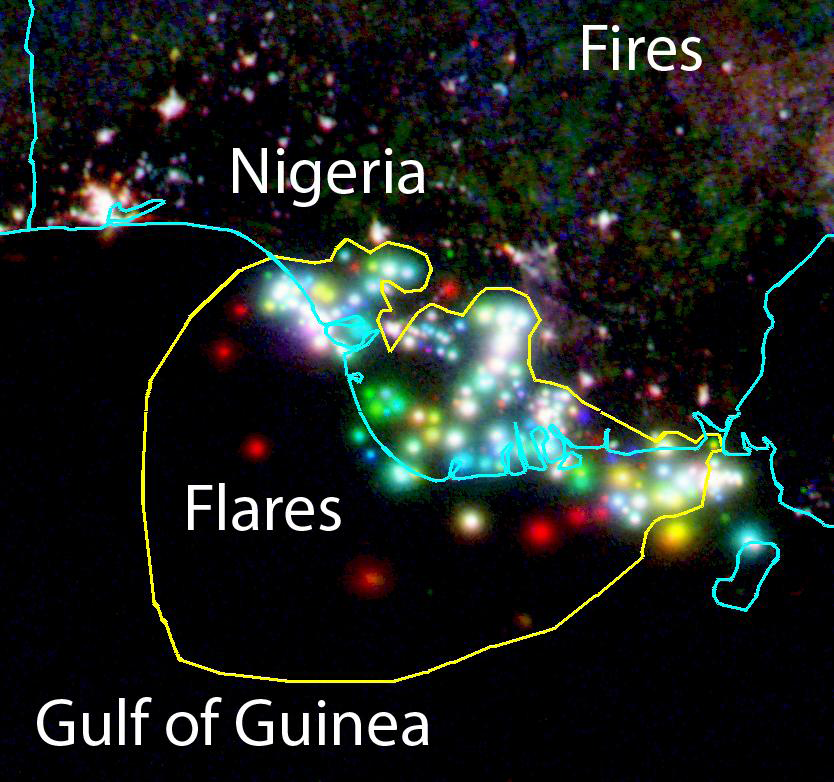 Fires
Nigeria
Flares
Gulf of Guinea